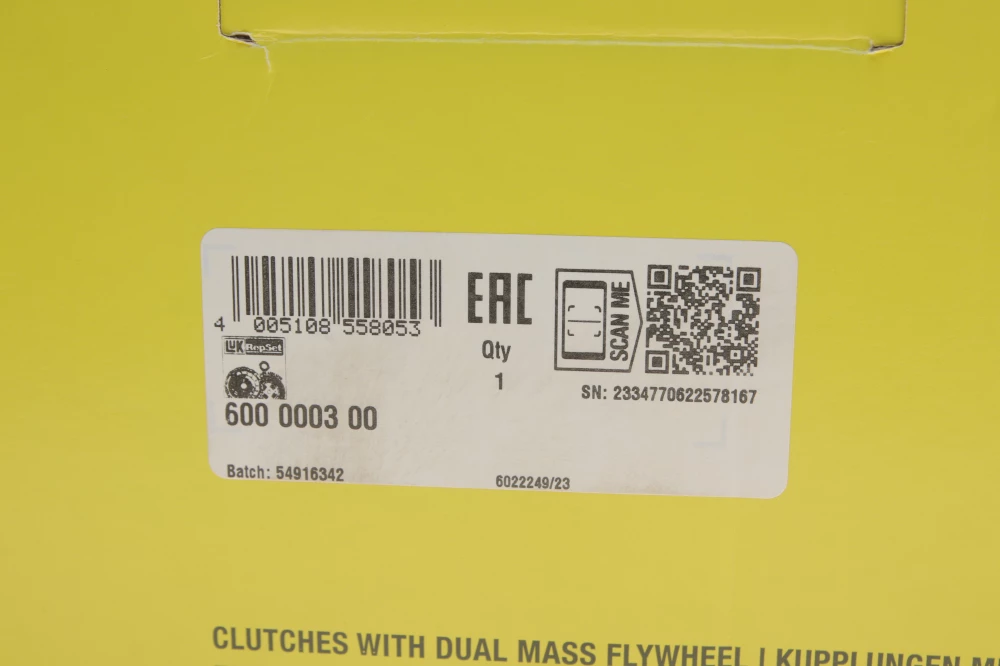 4 005108 558053
EAC
SCAN ME
Qty
1
LuK RepSet
SN: 2334770622578167
600 0003 00
Batch: 54916342
6022249/23
CLUTCHES WITH DUAL MASS FLYWHEEL | KUPPLUNGEN M